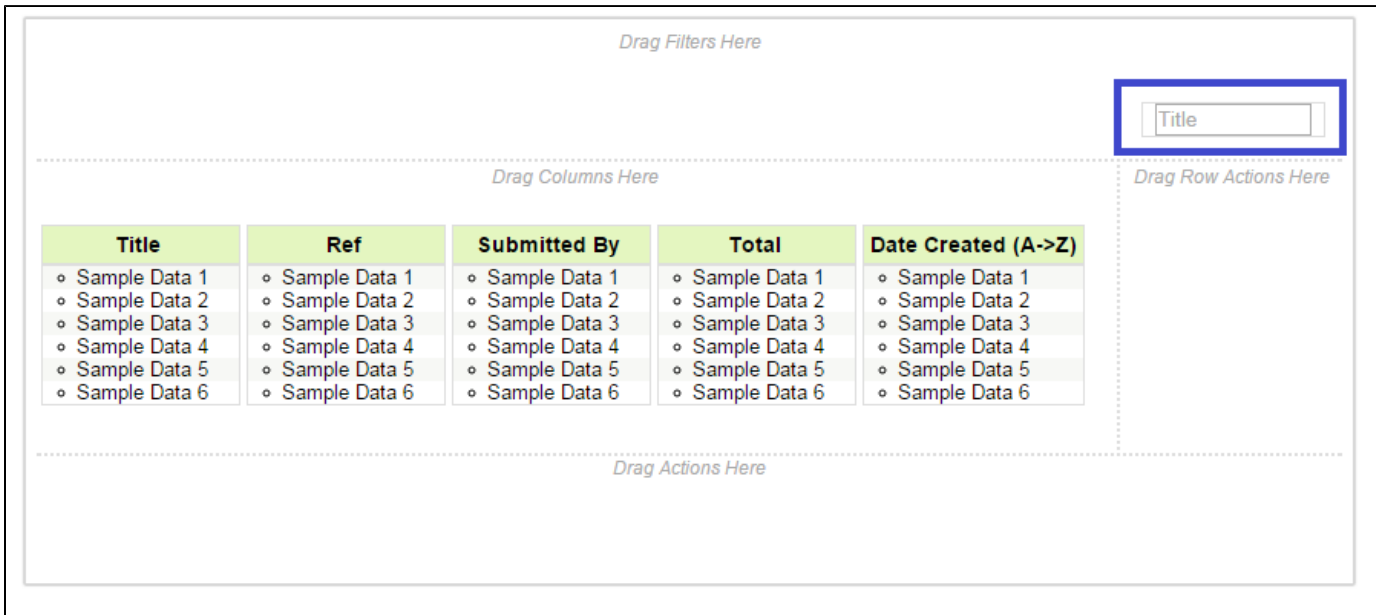 Drag Filters Here
Title
Drag Columns Here Drag Row Actions Here
Title Ref Submitted By Total Date Created (A->Z)
Sample Data 1 Sample Data 1 Sample Data 1 Sample Data 1 Sample Data 1
Sample Data 2 Sample Data 2 Sample Data 2 Sample Data 2 Sample Data 2
Sample Data 3 Sample Data 3 Sample Data 3 Sample Data 3 Sample Data 3
Sample Data 4 Sample Data 4 Sample Data 4 Sample Data 4 Sample Data 4
Sample Data 5 Sample Data 5 Sample Data 5 Sample Data 5 Sample Data 5
Sample Data 6 Sample Data 6 Sample Data 6 Sample Data 6 Sample Data 6
Drag Actions Here